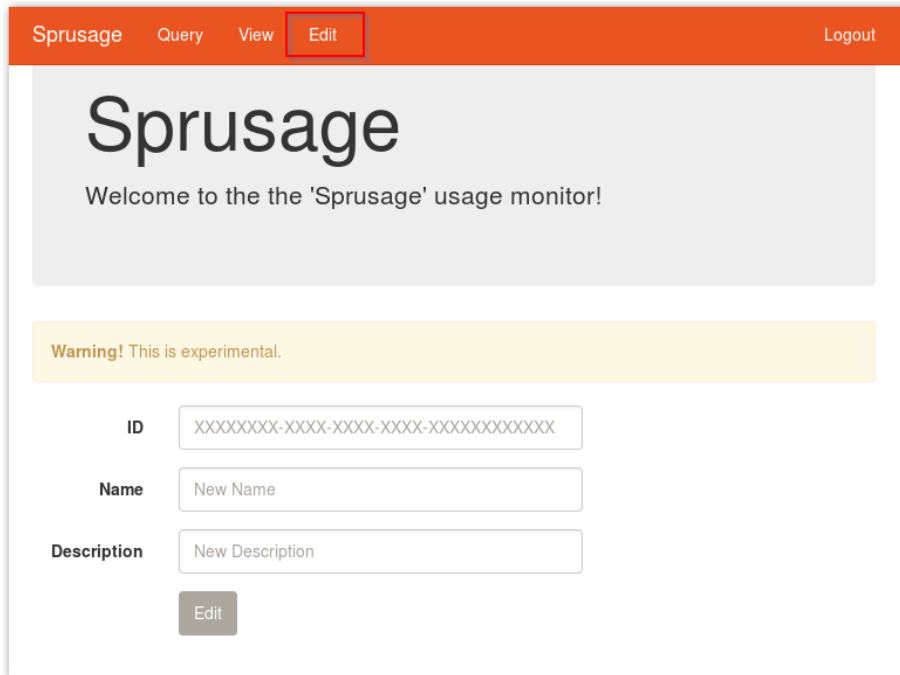 Sprusage Query View Edit Logout
Sprusage
Welcome to the the 'Sprusage' usage monitor!
Warning! This is experimental.
ID XXXXXXXX-XXXX-XXXX-XXXX-XXXXXXXXXXXX
Name New Name
Description New Description
Edit